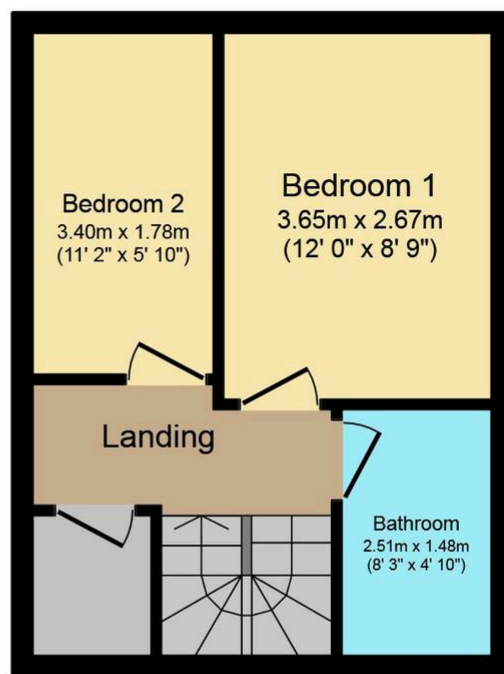 Bedroom 2
3.40m x 1.78m
(11' 2" x 5' 10")
Bedroom 1
3.65m x 2.67m
(12' 0" x 8' 9")
Landing
Bathroom
2.51m x 1.48m
(8' 3" x 4' 10")